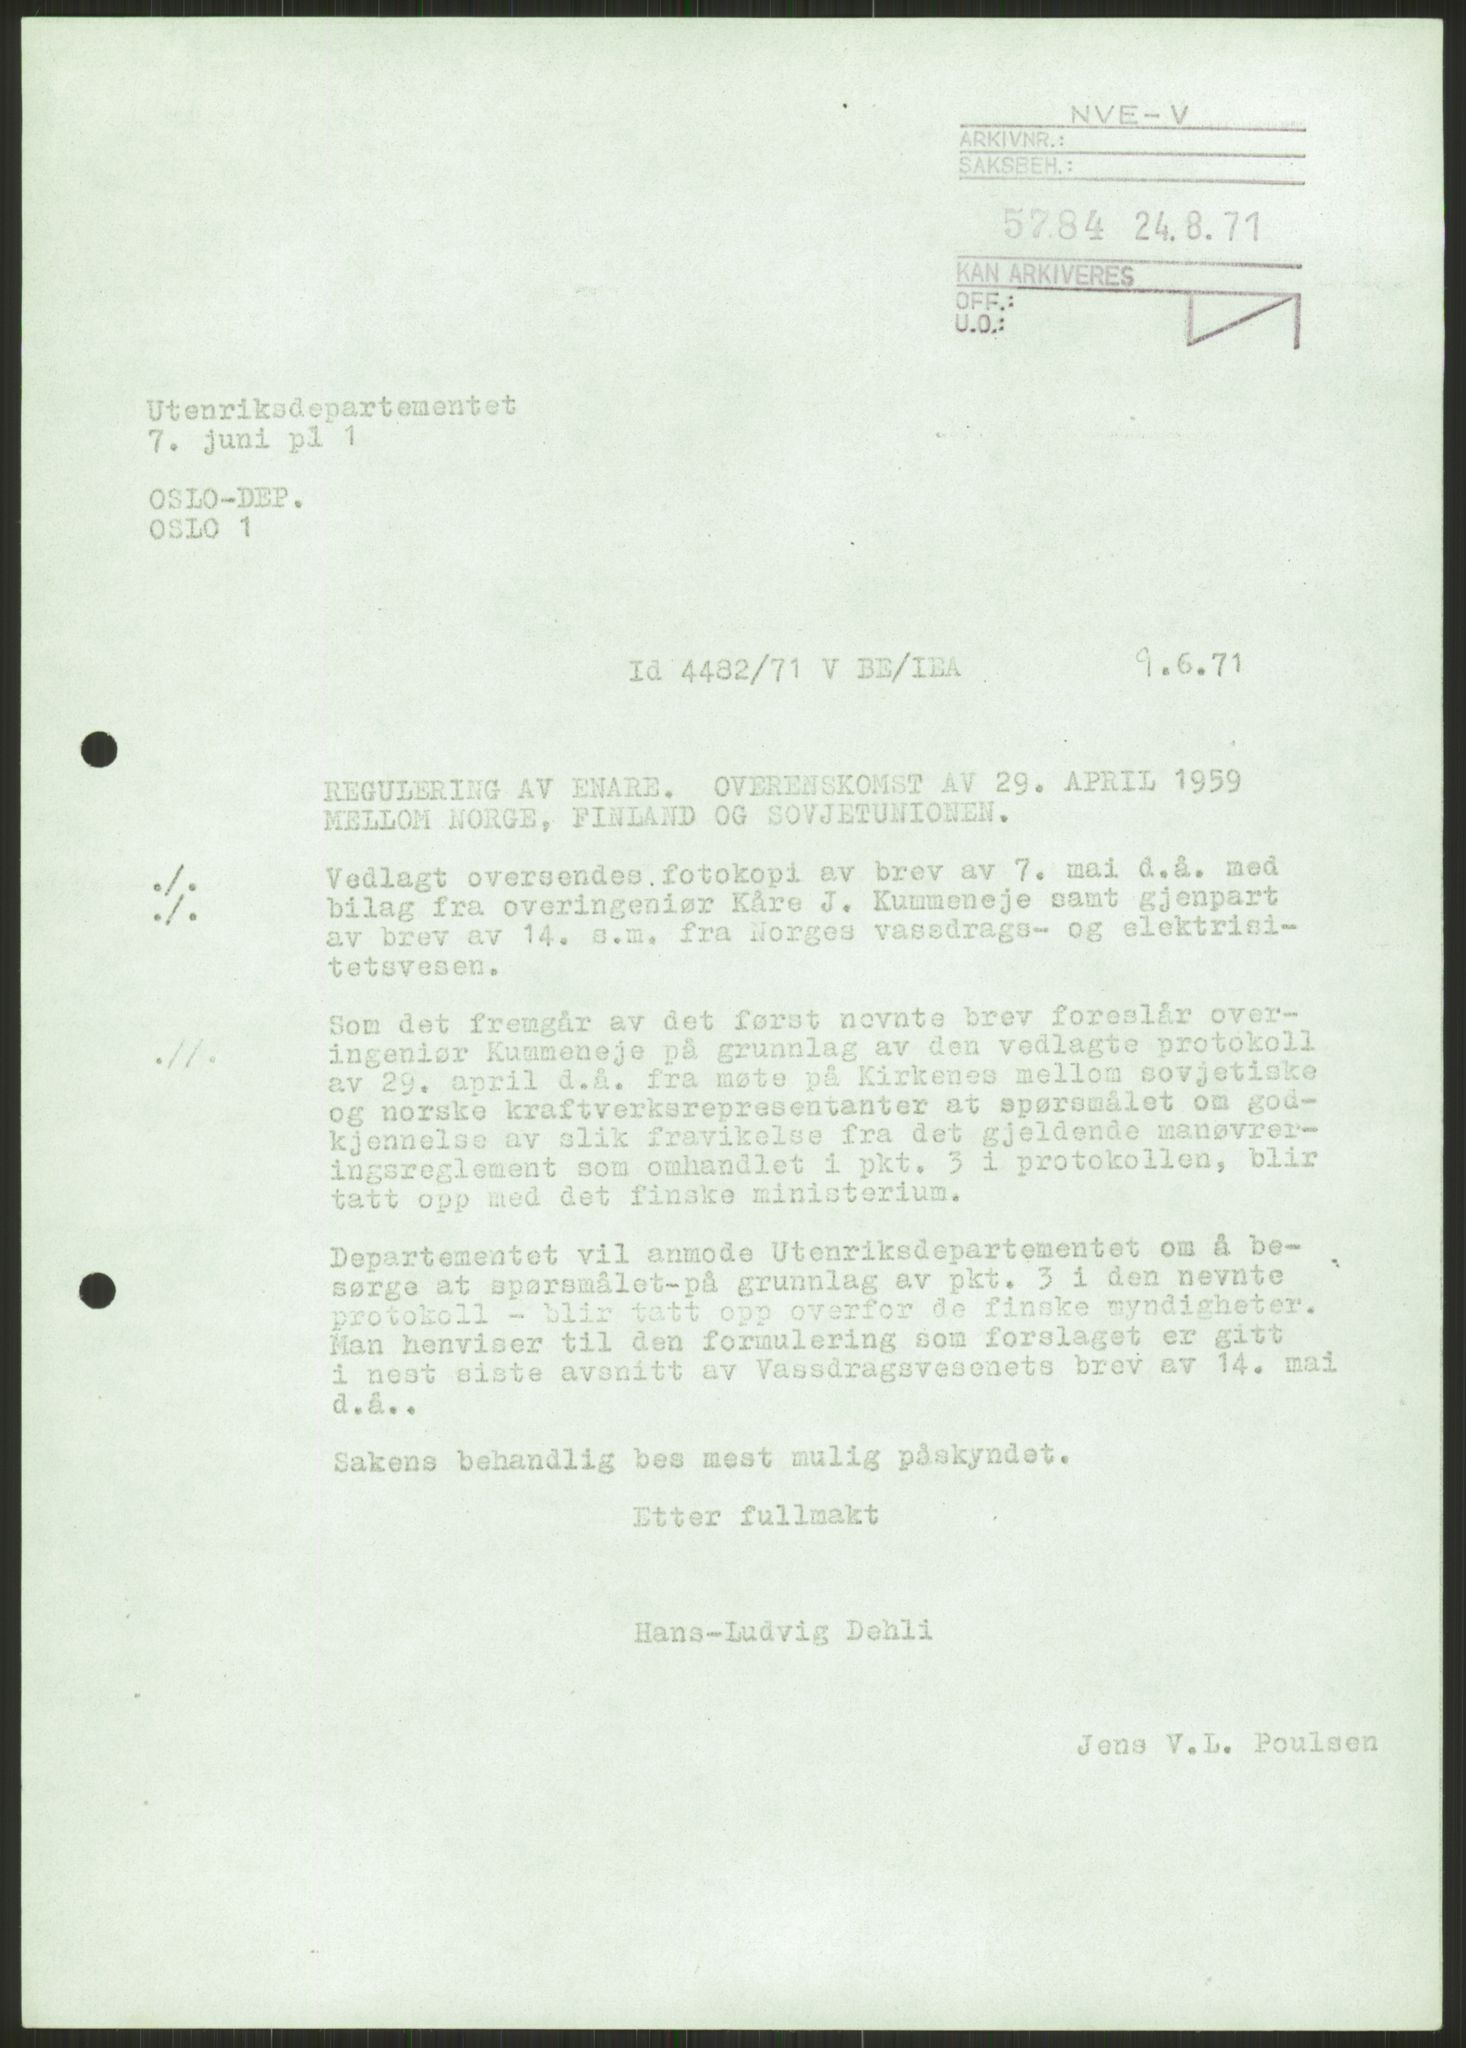 NVE-V
ARKIVNR.:
SAKSBEH.:
5784 24.8.71
KAN ARKIVERES
OFF.:
U.O.:
Utenriksdepartementet
7. juni pl 1
OSLO-DEP.
OSLO 1
Id 4482/71 V BE/IEA 9.6.71
REGULERING AV ENARE. OVERENSKOMST AV 29. APRIL 1959
MELLOM NORGE, FINLAND OG SOVJETUNIONEN.
./. Vedlagt oversendes fotokopi av brev av 7. mai d.å. med
./. bilag fra overingeniør Kåre J. Kummeneje samt gjenpart
av brev av 14. s.m. fra Norges vassdrags- og elektrisi-
tetsvesen.
Som det fremgår av det først nevnte brev foreslår over-
.//. ingeniør Kummeneje på grunnlag av den vedlagte protokoll
av 29. april d.å. fra møte på Kirkenes mellom sovjetiske
og norske kraftverksrepresentanter at spørsmålet om god-
kjennelse av slik fravikelse fra det gjeldende manøvrer-
ingsreglement som omhandlet i pkt. 3 i protokollen, blir
tatt opp med det finske ministerium.
Departementet vil anmode Utenriksdepartementet om å be-
sørge at spørsmålet-på grunnlag av pkt. 3 i den nevnte
protokoll - blir tatt opp overfor de finske myndigheter.
Man henviser til den formulering som forslaget er gitt
i nest siste avsnitt av Vassdragsvesenets brev av 14. mai
d.å..
Sakens behandlig bes mest mulig påskyndet.
Etter fullmakt
Hans-Ludvig Dehli
Jens V.L. Poulsen